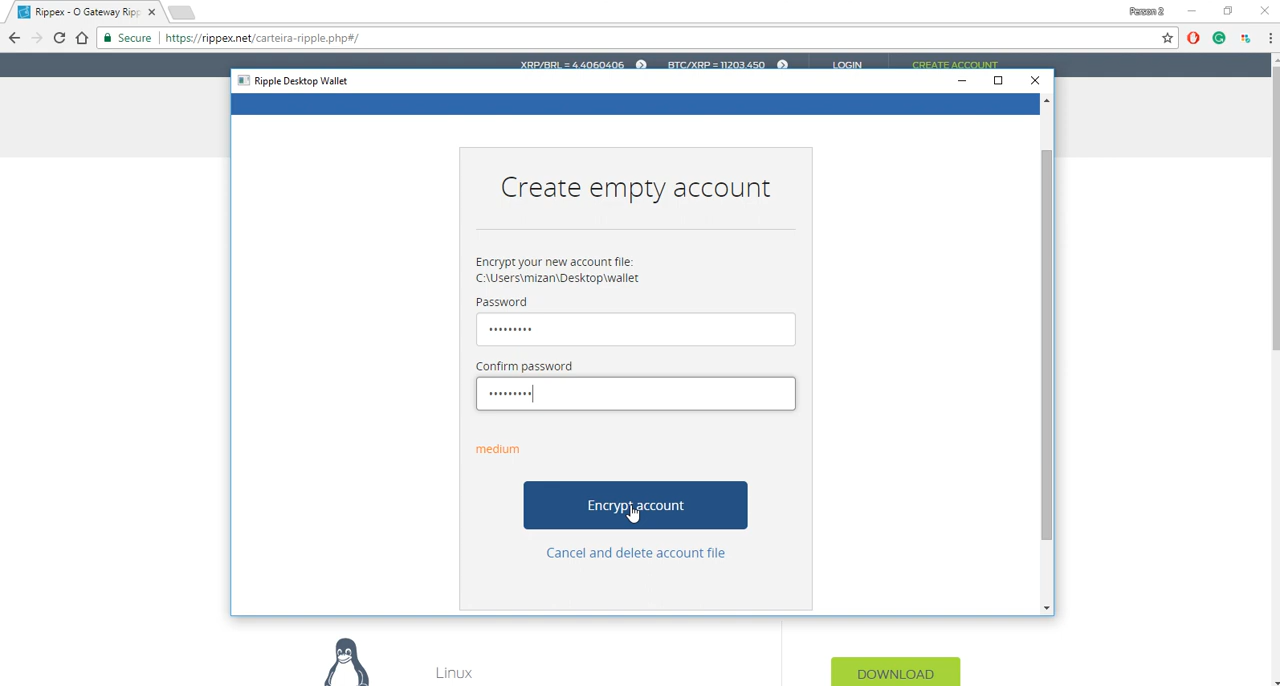 Rippex - O Gateway Ripp
Person 2
Secure | https://rippex.net/carteira-ripple.php#/
XRP/BRL = 4.4060406 BTC/XRP = 11203.450 LOGIN CREATE ACCOUNT
Ripple Desktop Wallet
Create empty account
Encrypt your new account file:
C:\Users\mizan\Desktop\wallet
Password
•••••••••
Confirm password
•••••••••
medium
Encrypt account
Cancel and delete account file
Linux
DOWNLOAD